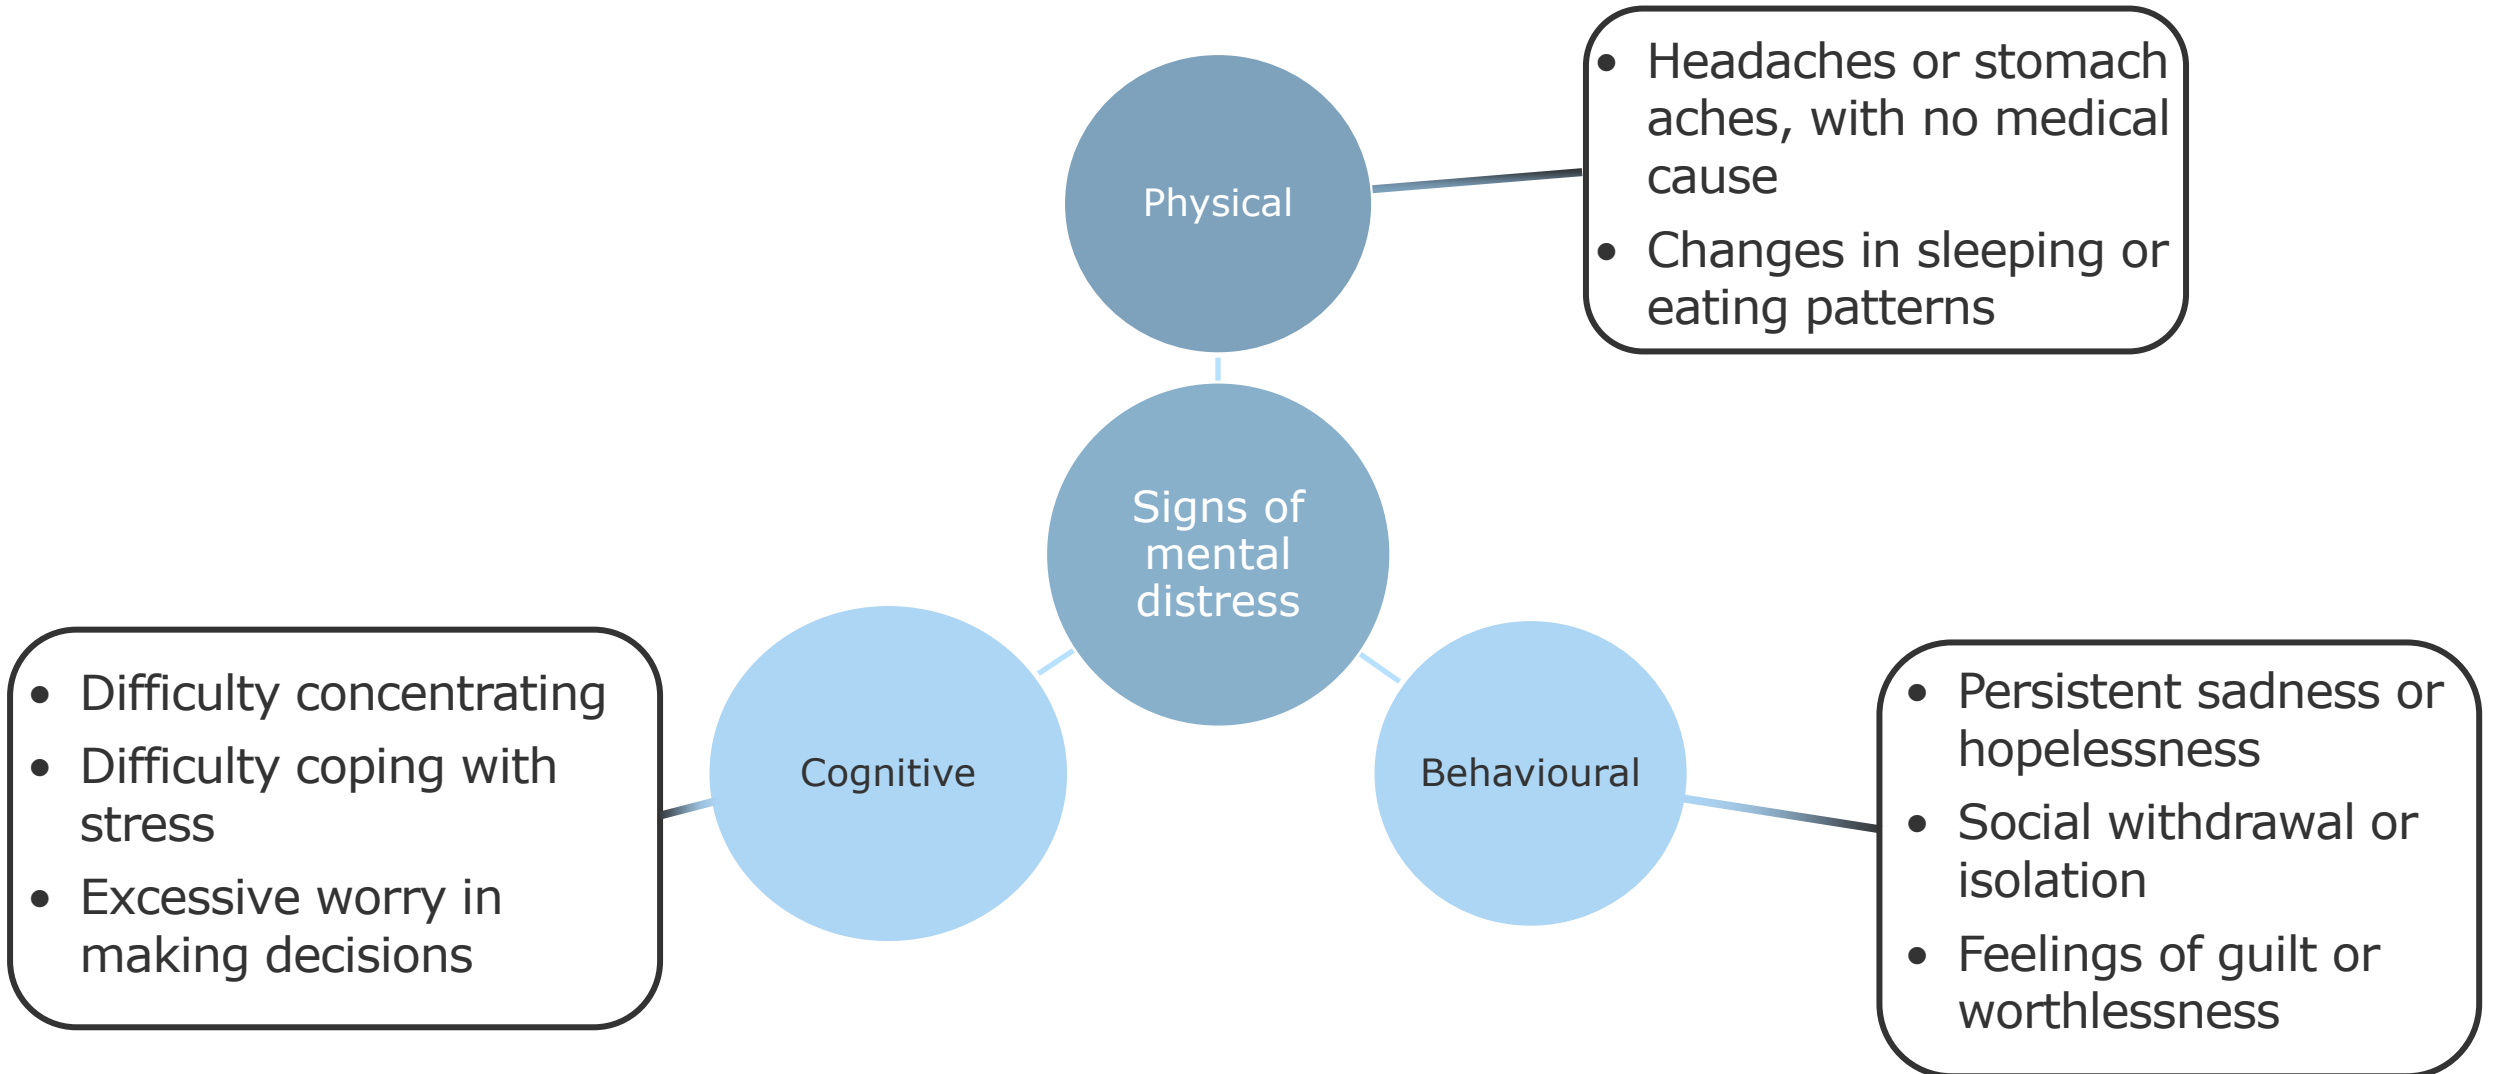 Physical
• Headaches or stomach
aches, with no medical
cause
• Changes in sleeping or
eating patterns
Signs of
mental
distress
Cognitive
• Difficulty concentrating
• Difficulty coping with
stress
• Excessive worry in
making decisions
Behavioural
• Persistent sadness or
hopelessness
• Social withdrawal or
isolation
• Feelings of guilt or
worthlessness